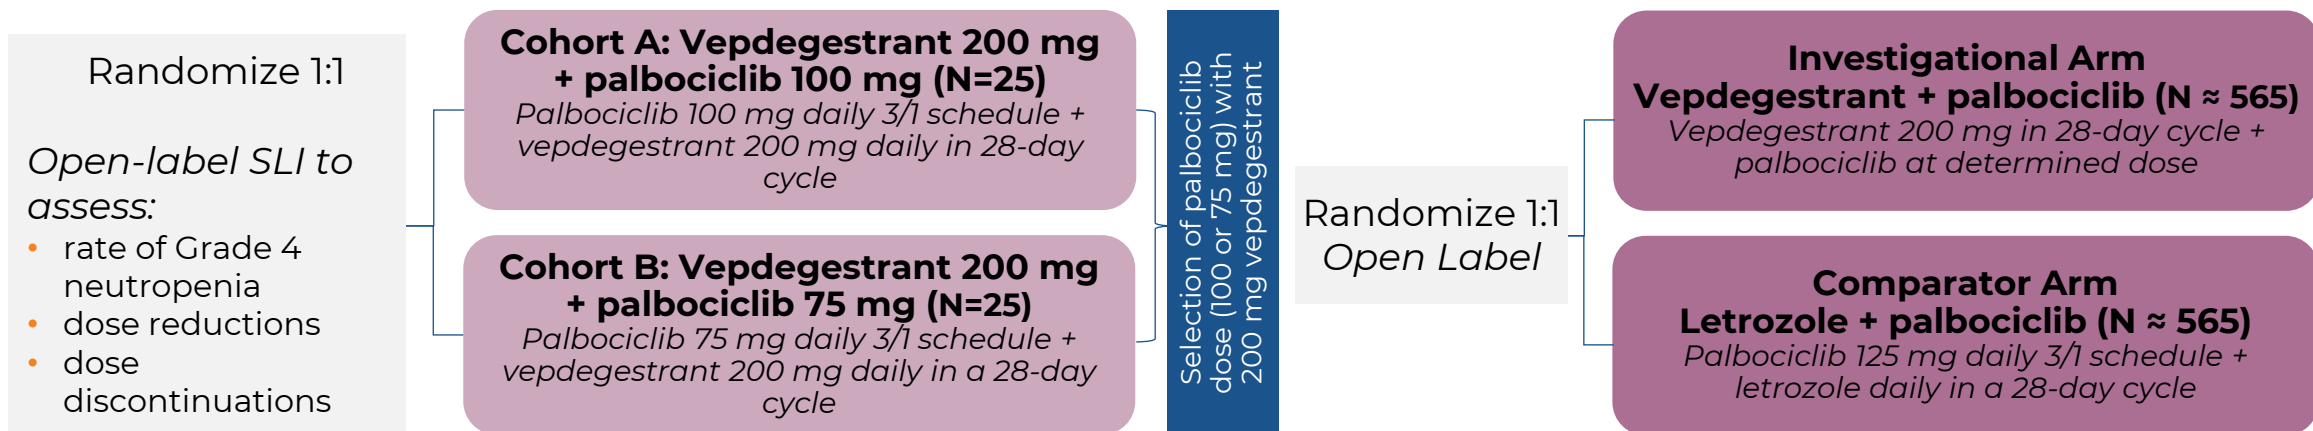 Randomize 1:1
Open-label SLI to
assess:
• rate of Grade 4
neutropenia
• dose reductions
• dose
discontinuations
Cohort A: Vepdegestrant 200 mg
+ palbociclib 100 mg (N=25)
Palbociclib 100 mg daily 3/1 schedule +
vepdegestrant 200 mg daily in 28-day
cycle
Cohort B: Vepdegestrant 200 mg
+ palbociclib 75 mg (N=25)
Palbociclib 75 mg daily 3/1 schedule +
vepdegestrant 200 mg daily in a 28-day
cycle
Selection of palbociclib
dose (100 or 75 mg) with
200 mg vepdegestrant
Randomize 1:1
Open Label
Investigational Arm
Vepdegestrant + palbociclib (N ≈ 565)
Vepdegestrant 200 mg in 28-day cycle +
palbociclib at determined dose
Comparator Arm
Letrozole + palbociclib (N ≈ 565)
Palbociclib 125 mg daily 3/1 schedule +
letrozole daily in a 28-day cycle